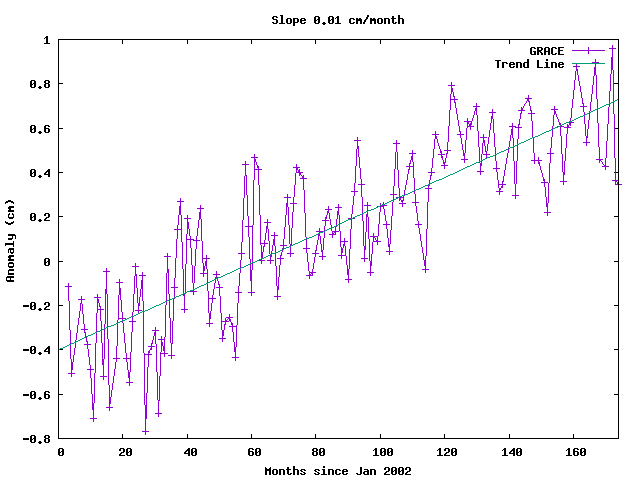 Slope 0.01 cm/month
GRACE
Trend Line
1
0.8
0.6
0.4
0.2
0
-0.2
-0.4
-0.6
-0.8
Anomaly (cm)
0 20 40 60 80 100 120 140 160
Months since Jan 2002